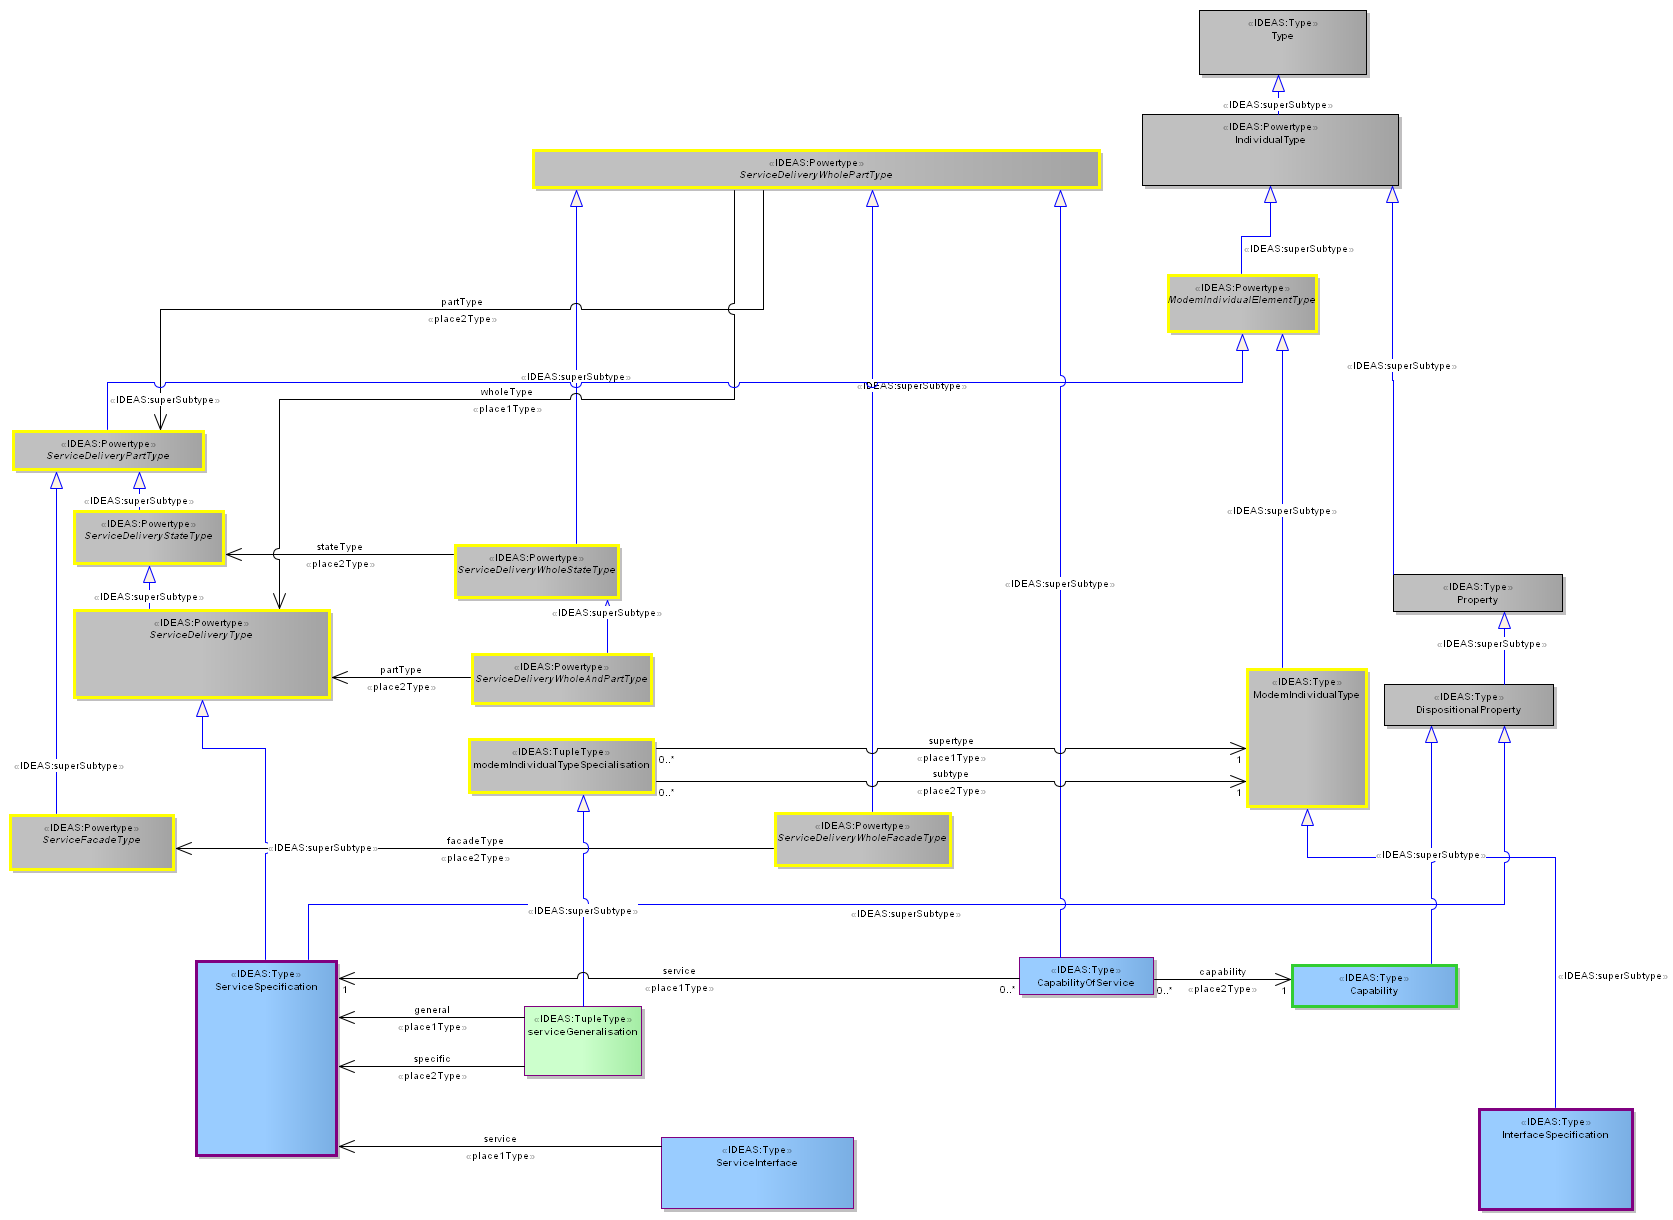 «IDEAS:Type»
Type
«IDEAS:superSubtype»
«IDEAS:Powertype»
IndividualType
«IDEAS:Powertype»
ServiceDeliveryWholePartType
«IDEAS:superSubtype»
«IDEAS:Powertype»
ModemIndividualElementType
partType
«place2Type»
«IDEAS:superSubtype»
«IDEAS:superSubtype»
«IDEAS:superSubtype»
wholeType
«place1Type»
«IDEAS:superSubtype»
«IDEAS:Powertype»
ServiceDeliveryPartType
«IDEAS:superSubtype»
«IDEAS:superSubtype»
«IDEAS:Powertype»
ServiceDeliveryStateType
stateType
«place2Type»
«IDEAS:Powertype»
ServiceDeliveryWholeStateType
«IDEAS:superSubtype»
«IDEAS:Type»
Property
«IDEAS:superSubtype»
«IDEAS:superSubtype»
«IDEAS:Powertype»
ServiceDeliveryType
«IDEAS:superSubtype»
partType
«place2Type»
«IDEAS:Powertype»
ServiceDeliveryWholeAndPartType
«IDEAS:Type»
ModemIndividualType
«IDEAS:Type»
DispositionalProperty
«IDEAS:TupleType»
modemIndividualTypeSpecialisation
supertype
«place1Type»
0..*
1
subtype
«place2Type»
0..*
1
«IDEAS:superSubtype»
«IDEAS:Powertype»
ServiceFacadeType
«IDEAS:superSubtype»
facadeType
«place2Type»
«IDEAS:Powertype»
ServiceDeliveryWholeFacadeType
«IDEAS:superSubtype»
«IDEAS:superSubtype»
«IDEAS:superSubtype»
«IDEAS:Type»
ServiceSpecification
service
«place1Type»
1
0..*
«IDEAS:Type»
CapabilityOfService
capability
«place2Type»
0..*
1
«IDEAS:Type»
Capability
«IDEAS:superSubtype»
general
«place1Type»
«IDEAS:TupleType»
serviceGeneralisation
specific
«place2Type»
service
«place1Type»
«IDEAS:Type»
ServiceInterface
«IDEAS:Type»
InterfaceSpecification